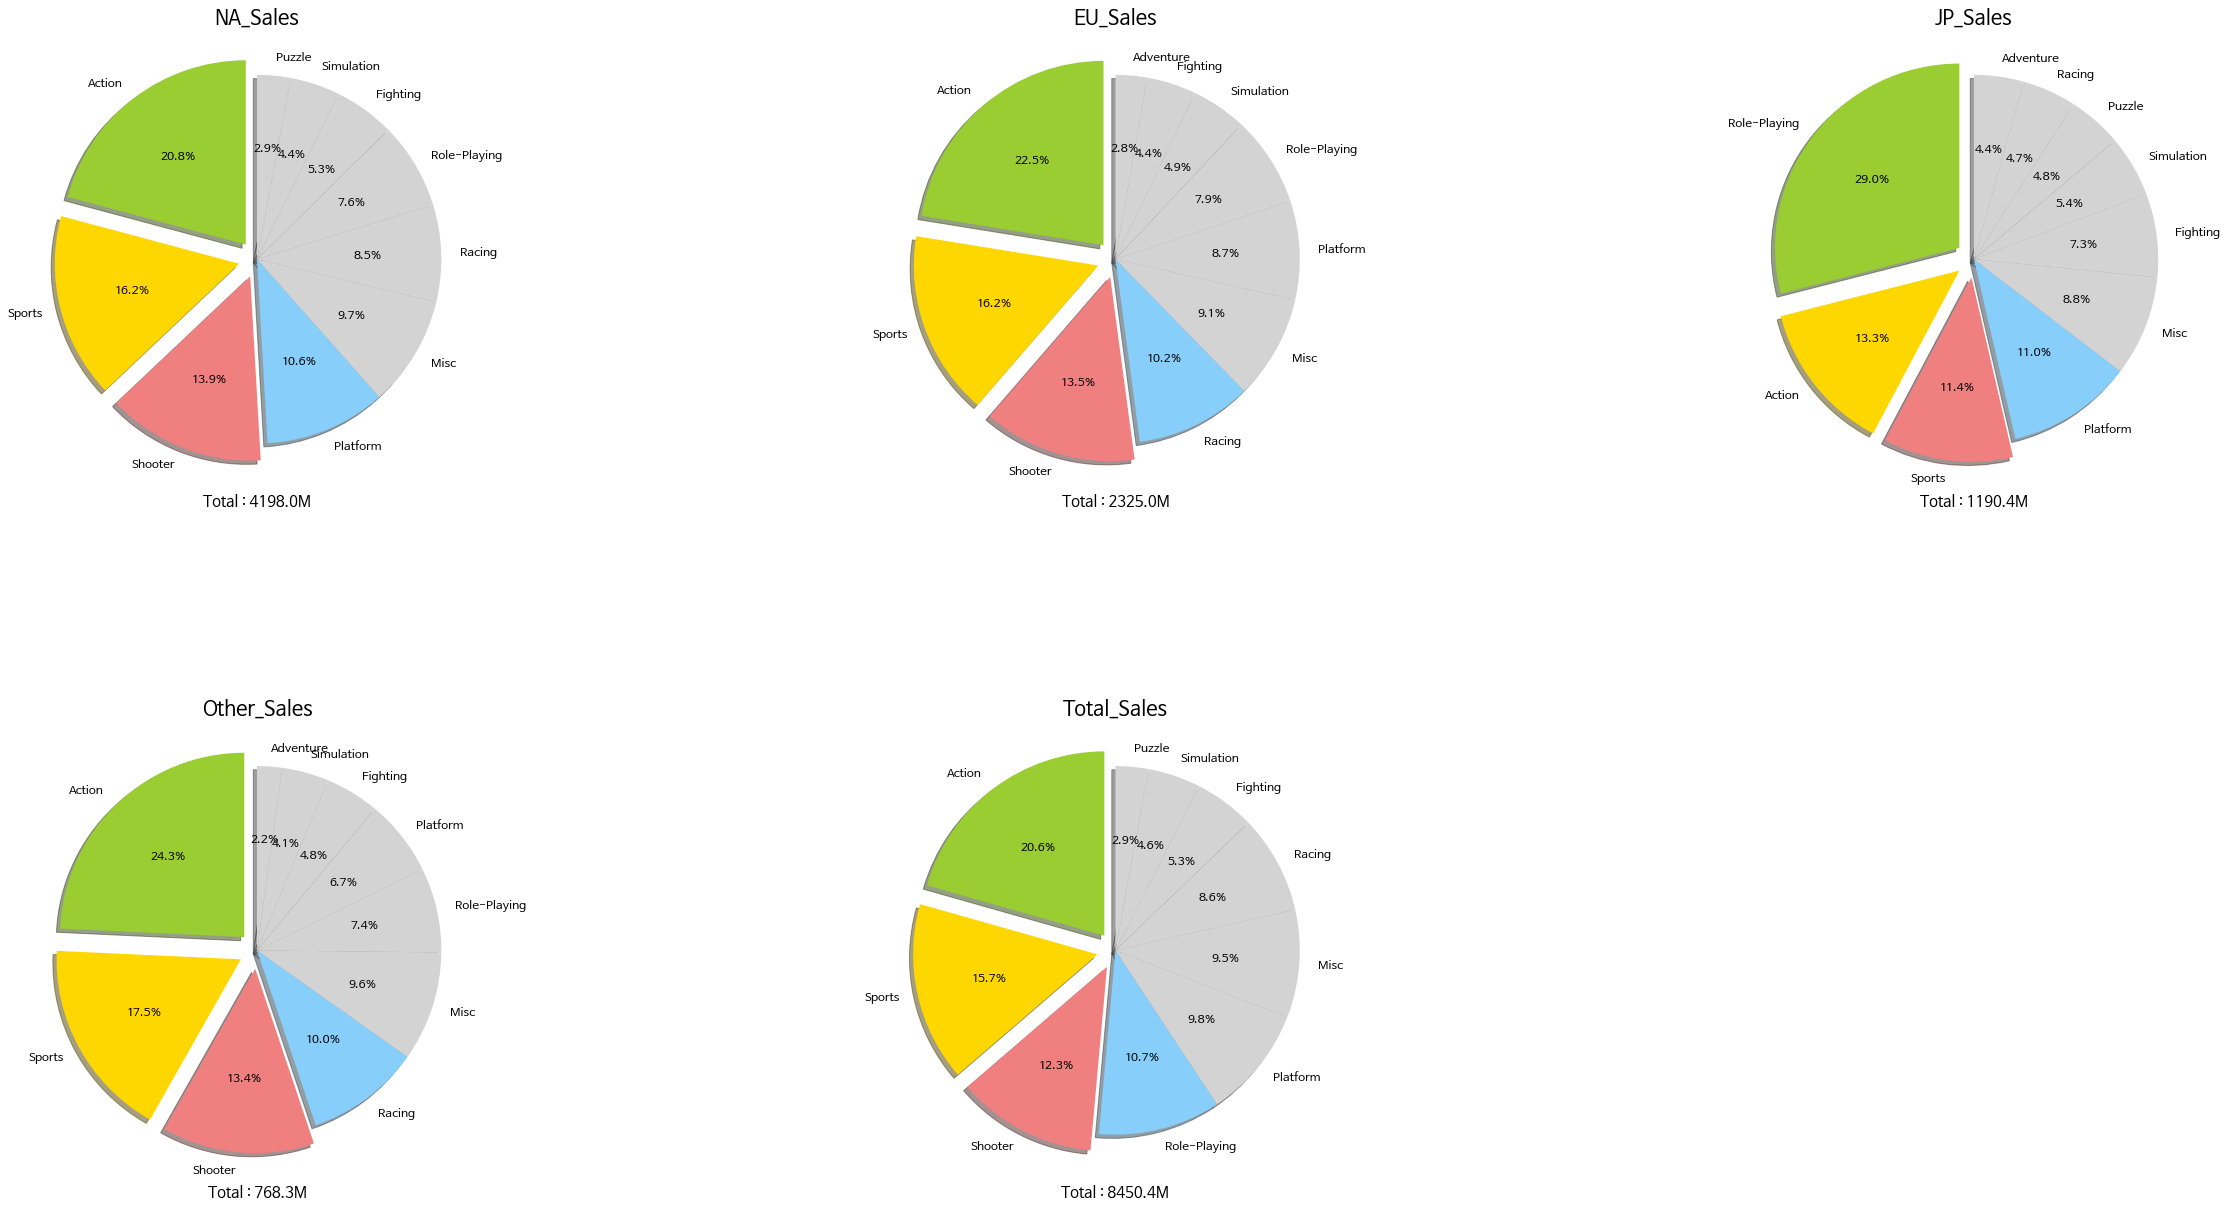 NA_Sales
Puzzle
Simulation
Fighting
Role-Playing
Racing
Misc
Platform
Shooter
Sports
Action
2.9%
4.4%
5.3%
7.6%
8.5%
9.7%
10.6%
13.9%
16.2%
20.8%
Total : 4198.0M
EU_Sales
Adventure
Fighting
Simulation
Role-Playing
Platform
Misc
Racing
Shooter
Sports
Action
2.8%
4.4%
4.9%
7.9%
8.7%
9.1%
10.2%
13.5%
16.2%
22.5%
Total : 2325.0M
JP_Sales
Adventure
Racing
Puzzle
Simulation
Fighting
Misc
Platform
Sports
Action
Role-Playing
4.4%
4.7%
4.8%
5.4%
7.3%
8.8%
11.0%
11.4%
13.3%
29.0%
Total : 1190.4M
Other_Sales
Adventure
Simulation
Fighting
Platform
Role-Playing
Misc
Racing
Shooter
Sports
Action
2.2%
4.1%
4.8%
6.7%
7.4%
9.6%
10.0%
13.4%
17.5%
24.3%
Total : 768.3M
Total_Sales
Puzzle
Simulation
Fighting
Racing
Misc
Platform
Role-Playing
Shooter
Sports
Action
2.9%
4.6%
5.3%
8.6%
9.5%
9.8%
10.7%
12.3%
15.7%
20.6%
Total : 8450.4M